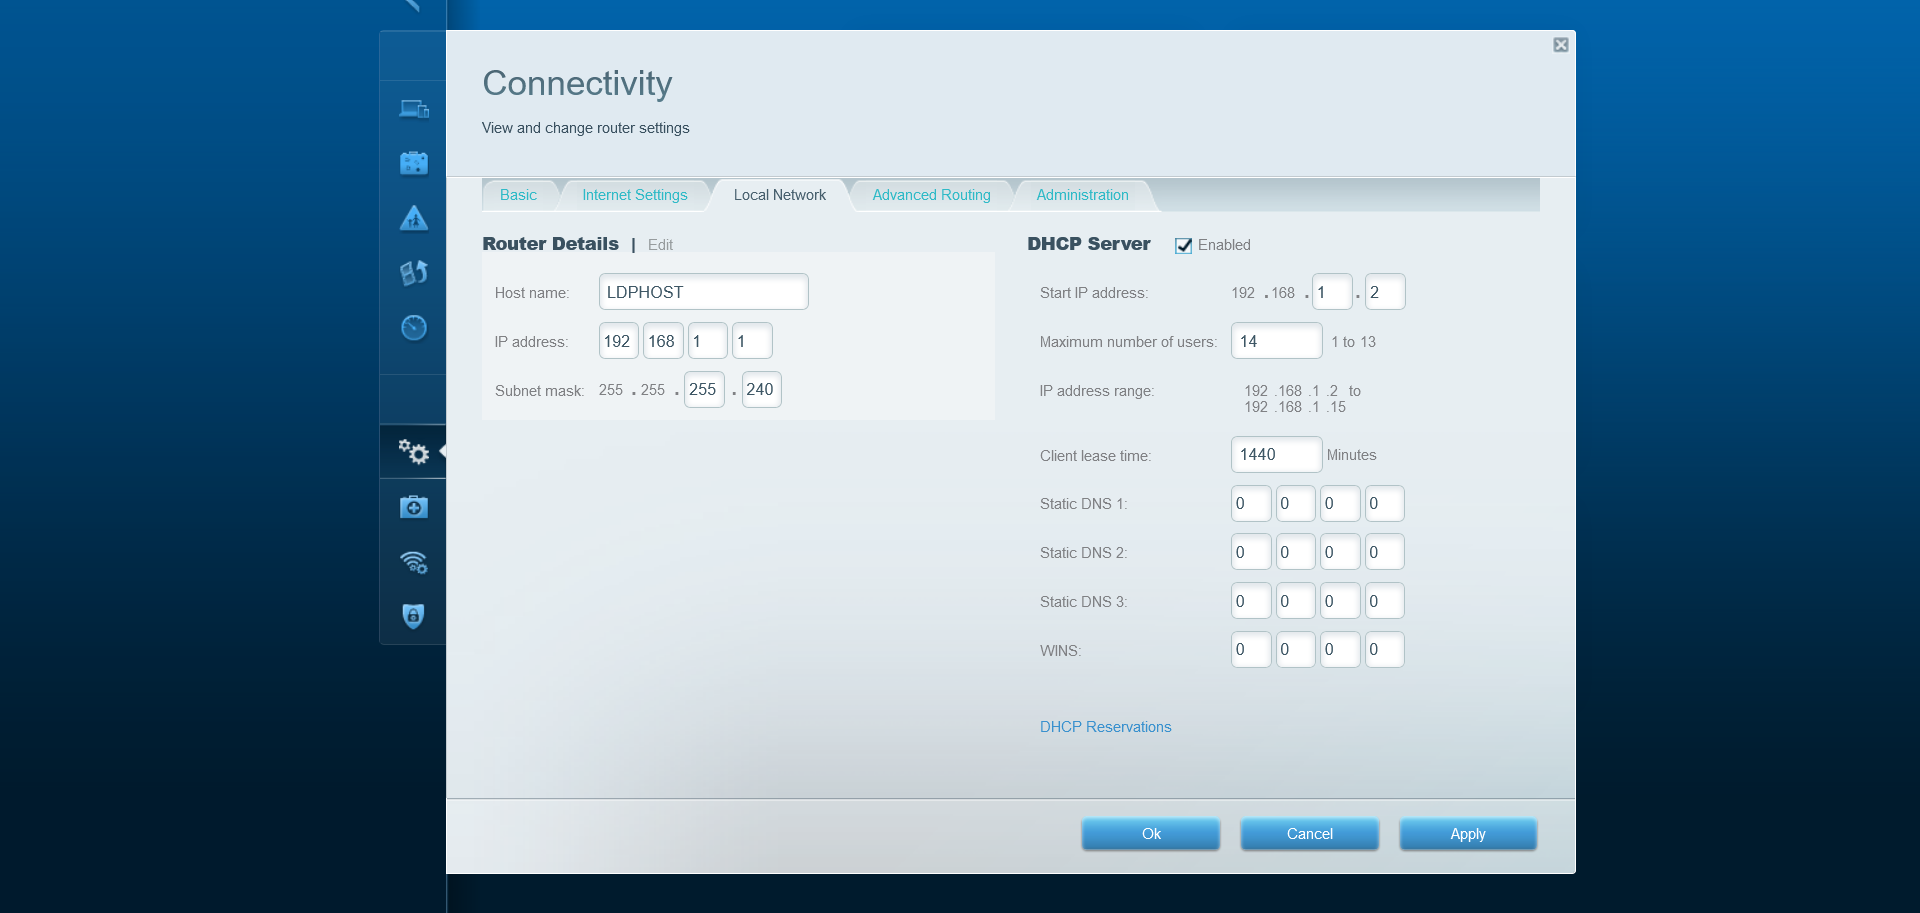 Connectivity
View and change router settings
Basic Internet Settings Local Network Advanced Routing Administration
Router Details | Edit
Host name: LDPHOST
IP address: 192 168 1 1
Subnet mask: 255 . 255 . 255 . 240
DHCP Server Enabled
Start IP address: 192 . 168 . 1 . 2
Maximum number of users: 14 1 to 13
IP address range: 192 .168 .1 .2 to
192 .168 .1 .15
Client lease time: 1440 Minutes
Static DNS 1: 0 0 0 0
Static DNS 2: 0 0 0 0
Static DNS 3: 0 0 0 0
WINS: 0 0 0 0
DHCP Reservations
Ok Cancel Apply